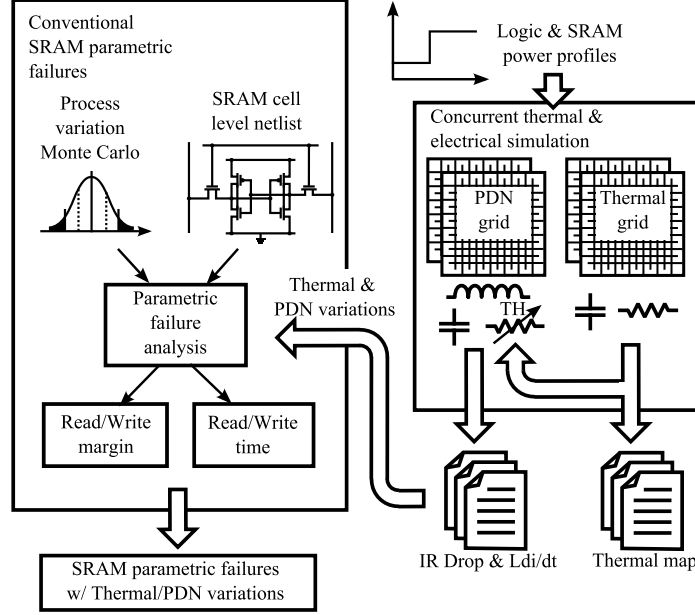 Conventional
SRAM parametric
failures
Process
variation
Monte Carlo
SRAM cell
level netlist
Parametric
failure
analysis
Read/Write
margin
Read/Write
time
SRAM parametric failures
w/ Thermal/PDN variations
Thermal &
PDN variations
Logic & SRAM
power profiles
Concurrent thermal &
electrical simulation
PDN
grid
Thermal
grid
TH
IR Drop & Ldi/dt
Thermal map